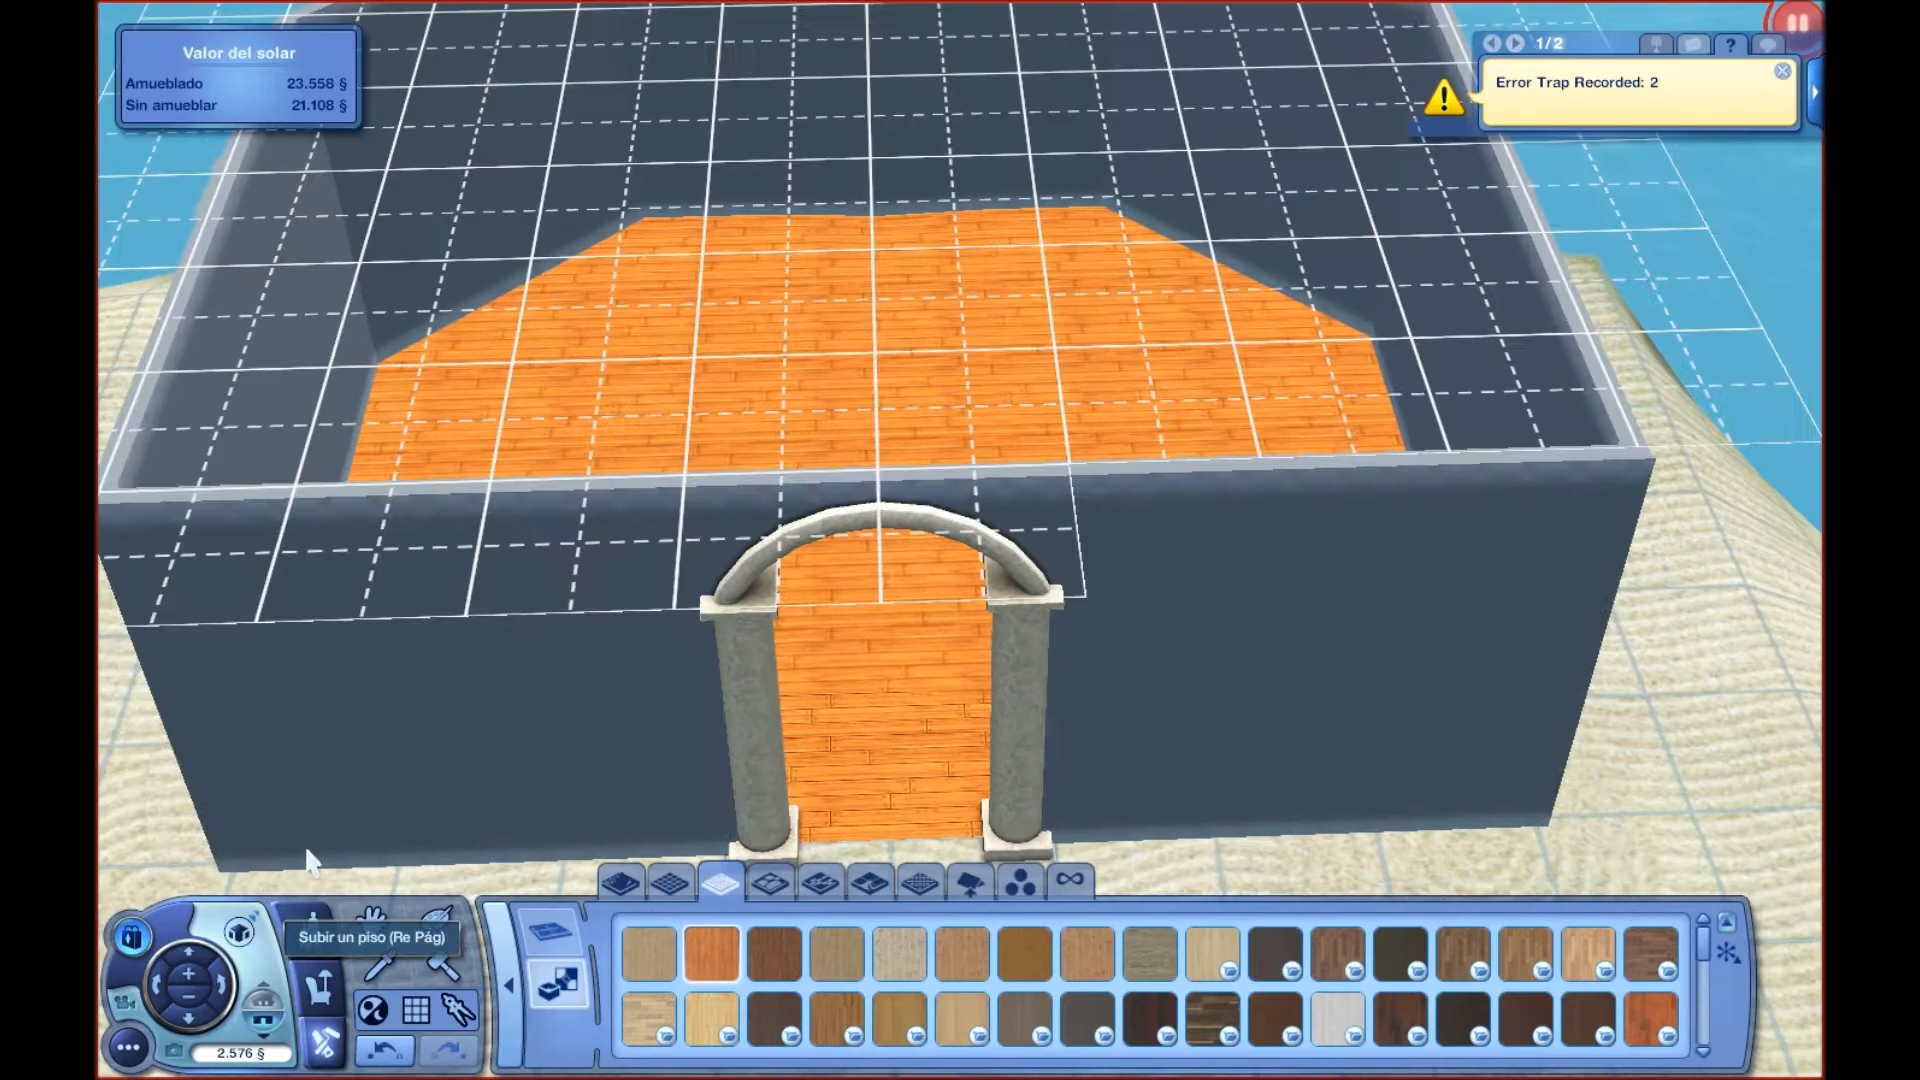 Valor del solar
Amueblado 23.558 §
Sin amueblar 21.108 §
1/2
?
Error Trap Recorded: 2
Subir un piso (Re Pág)
2.576 §